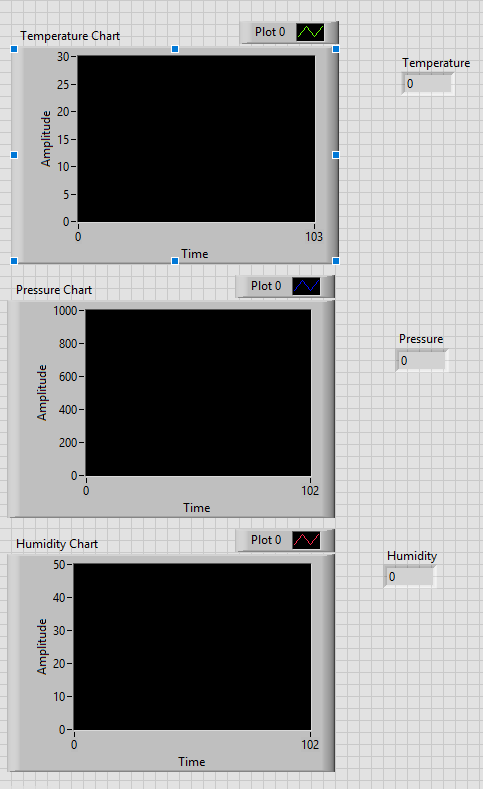 Temperature Chart
Plot 0
30
25
20
15
10
5
0
Amplitude
0
103
Time
Temperature
0
Pressure Chart
Plot 0
1000
800
600
400
200
0
Amplitude
0
102
Time
Pressure
0
Humidity Chart
Plot 0
50
40
30
20
10
0
Amplitude
0
102
Time
Humidity
0